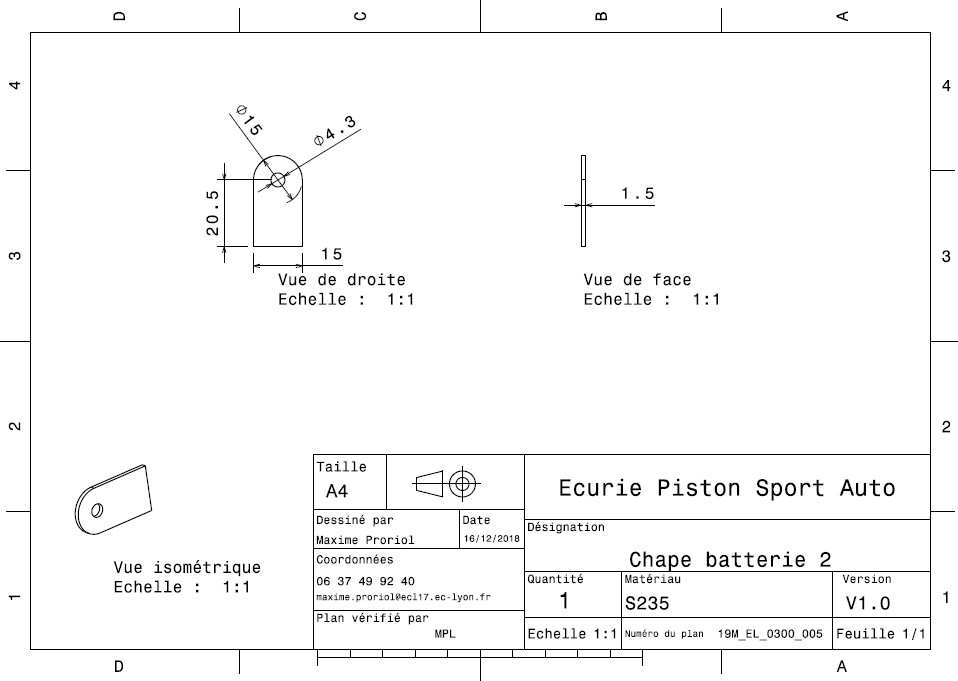 D C B A
4 4
Ø15
Ø4.3
20.5
15
1.5
3 3
Vue de droite
Echelle : 1:1
Vue de face
Echelle : 1:1
2 2
Taille
A4
Ecurie Piston Sport Auto
Dessiné par
Maxime Proriol
Date
16/12/2018
Désignation
Chape batterie 2
Coordonnées
06 37 49 92 40
maxime.proriol@ecl17.ec-lyon.fr
Vue isométrique
Echelle : 1:1
Quantité
1
Matériau
S235
Version
V1.0
1 1
Plan vérifié par
MPL
Echelle 1:1
Numéro du plan 19M_EL_0300_005
Feuille 1/1
D A